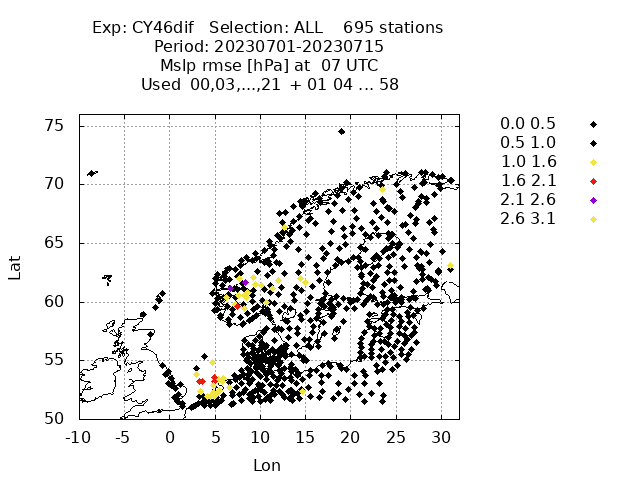 Exp: CY46dif Selection: ALL 695 stations
Period: 20230701-20230715
Mslp rmse [hPa] at 07 UTC
Used 00,03,...,21 + 01 04 ... 58
0.0 0.5
0.5 1.0
1.0 1.6
1.6 2.1
2.1 2.6
2.6 3.1
75
70
65
60
55
50
Lat
-10 -5 0 5 10 15 20 25 30
Lon